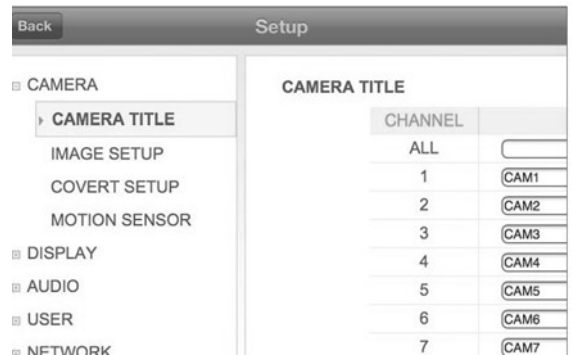 Back
Setup
CAMERA
CAMERA TITLE
IMAGE SETUP
COVERT SETUP
MOTION SENSOR
DISPLAY
AUDIO
USER
NETWORK
CAMERA TITLE
CHANNEL
ALL
1 CAM1
2 CAM2
3 CAM3
4 CAM4
5 CAM5
6 CAM6
7 CAM7